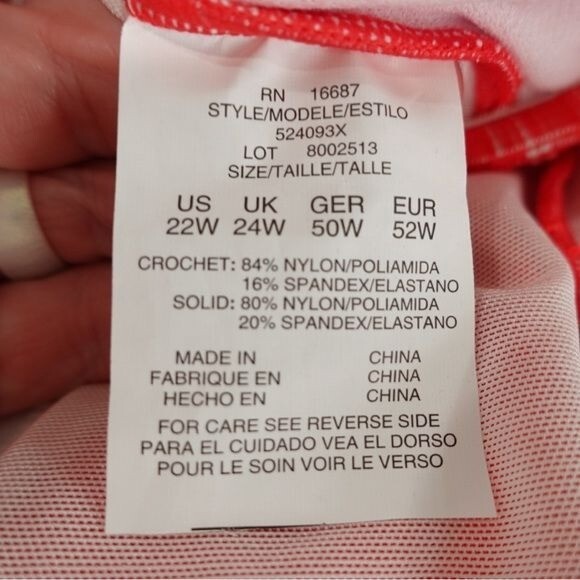 RN 16687
STYLE/MODELE/ESTILO
524093X
LOT 8002513
SIZE/TAILLE/TALLE
US UK GER EUR
22W 24W 50W 52W
CROCHET: 84% NYLON/POLIAMIDA
16% SPANDEX/ELASTANO
SOLID: 80% NYLON/POLIAMIDA
20% SPANDEX/ELASTANO
MADE IN CHINA
FABRIQUE EN CHINA
HECHO EN CHINA
FOR CARE SEE REVERSE SIDE
PARA EL CUIDADO VEA EL DORSO
POUR LE SOIN VOIR LE VERSO